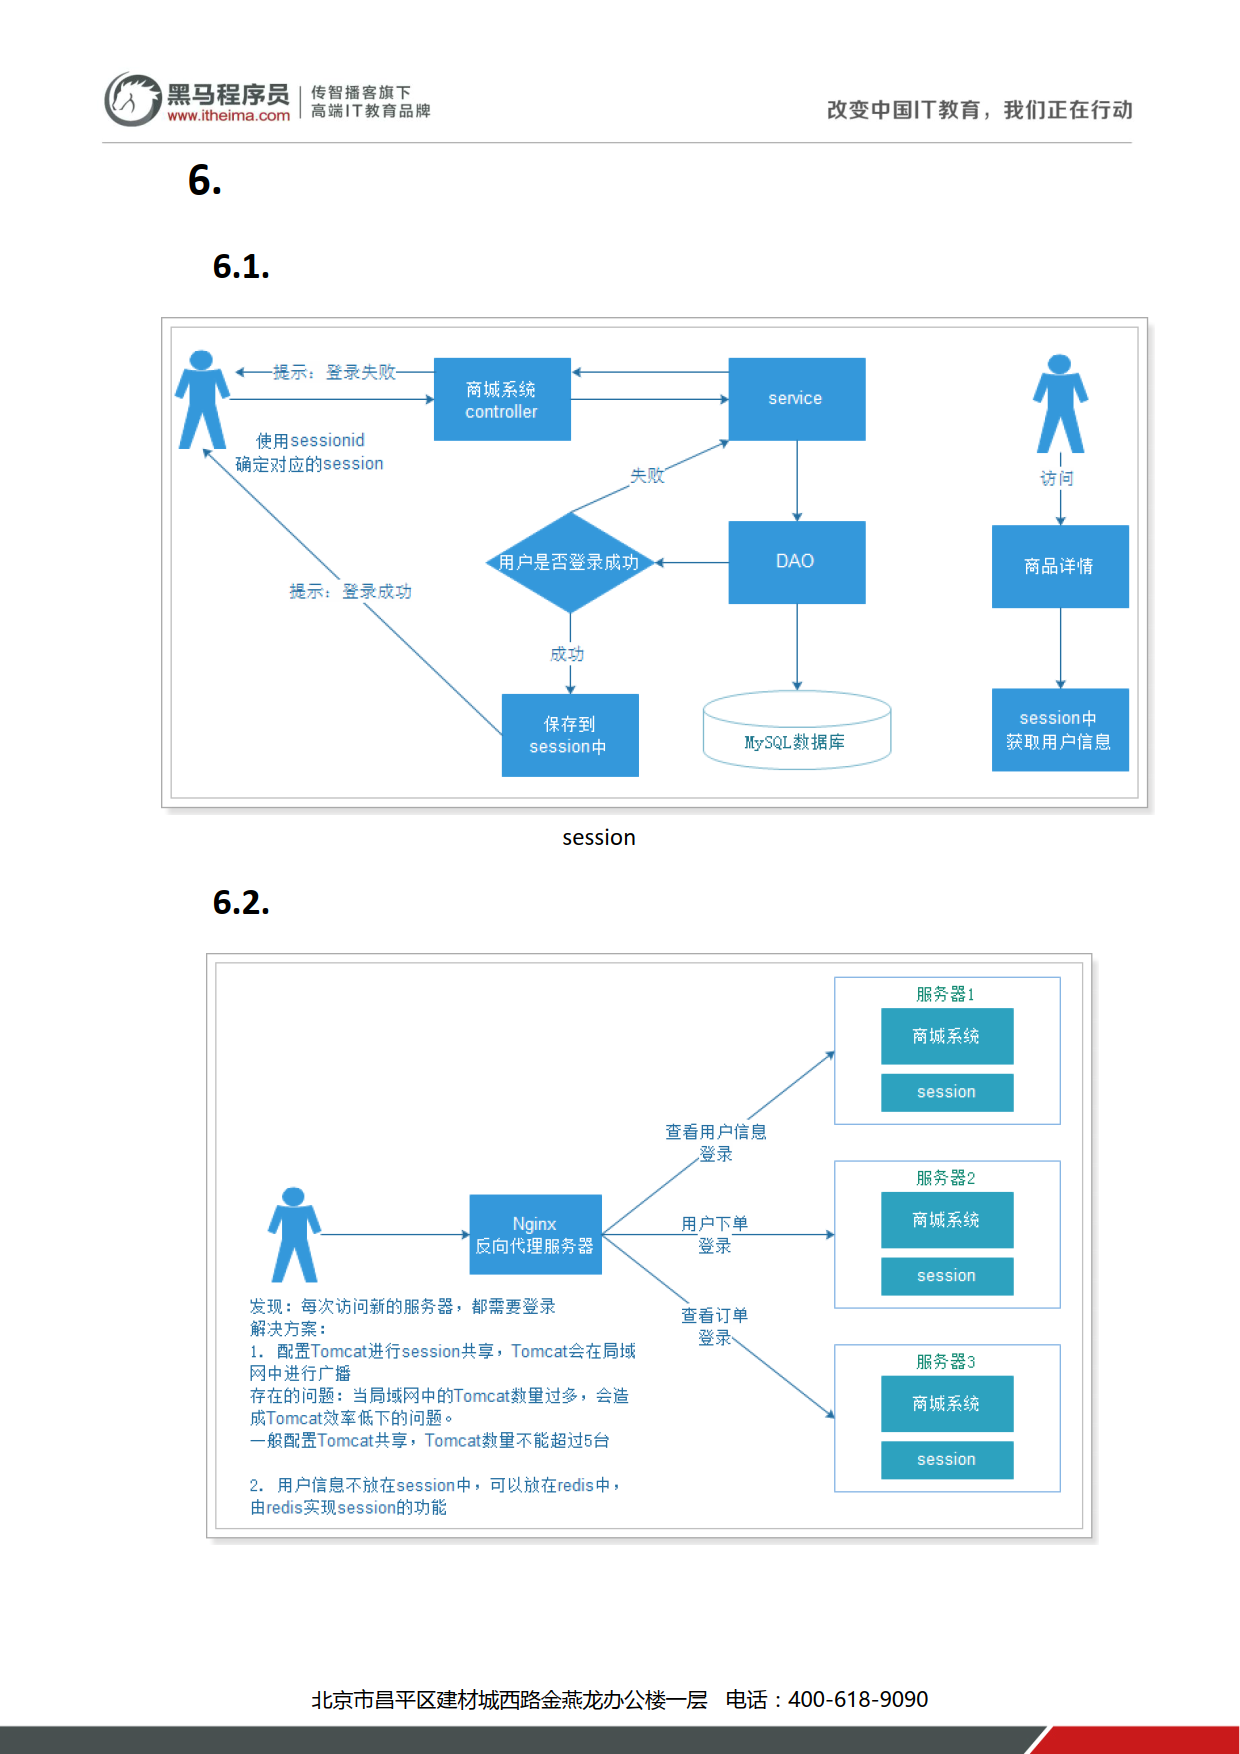 黑马程序员
www.itheima.com
传智播客旗下
高端IT教育品牌
改变中国IT教育，我们正在行动
6.
6.1.
提示：登录失败
商城系统
controller
service
使用sessionid
确定对应的session
失败
访问
用户是否登录成功
DAO
商品详情
提示：登录成功
成功
保存到
session中
MySQL数据库
session中
获取用户信息
session
6.2.
服务器1
商城系统
session
查看用户信息
登录
服务器2
商城系统
session
Nginx
反向代理服务器
用户下单
登录
查看订单
登录
服务器3
商城系统
session
发现：每次访问新的服务器，都需要登录
解决方案：
1. 配置Tomcat进行session共享，Tomcat会在局域
网中进行广播
存在的问题：当局域网中的Tomcat数量过多，会造
成Tomcat效率低下的问题。
一般配置Tomcat共享，Tomcat数量不能超过5台
2. 用户信息不放在session中，可以放在redis中，
由redis实现session的功能
北京市昌平区建材城西路金燕龙办公楼一层 电话：400-618-9090